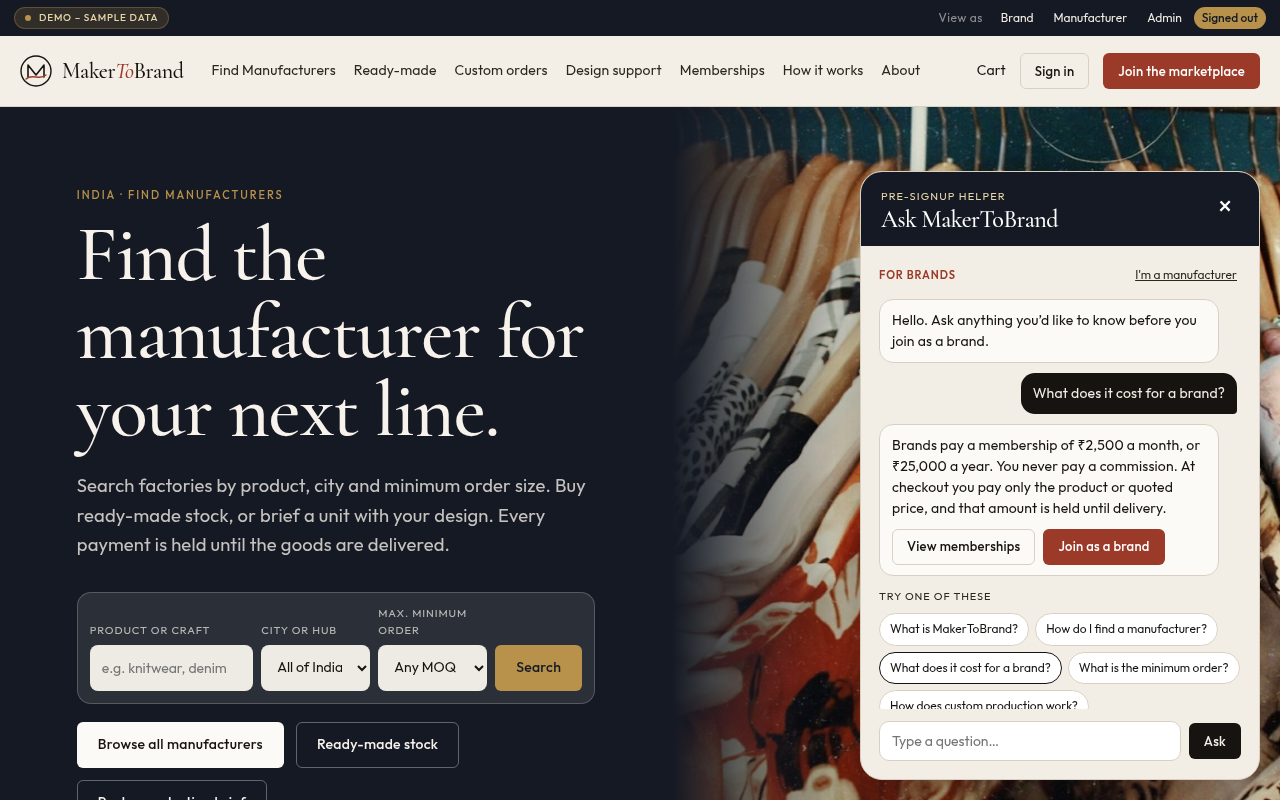 DEMO – SAMPLE DATA
View as
Brand
Manufacturer
Admin
Signed out
MakerToBrand
Find Manufacturers
Ready-made
Custom orders
Design support
Memberships
How it works
About
Cart
Sign in
Join the marketplace
INDIA · FIND MANUFACTURERS
Find the
manufacturer for
your next line.
Search factories by product, city and minimum order size. Buy
ready-made stock, or brief a unit with your design. Every
payment is held until the goods are delivered.
PRODUCT OR CRAFT
e.g. knitwear, denim
CITY OR HUB
All of India
MAX. MINIMUM
ORDER
Any MOQ
Search
Browse all manufacturers
Ready-made stock
PRE-SIGNUP HELPER
Ask MakerToBrand
×
FOR BRANDS
I'm a manufacturer
Hello. Ask anything you'd like to know before you
join as a brand.
What does it cost for a brand?
Brands pay a membership of ₹2,500 a month, or
₹25,000 a year. You never pay a commission. At
checkout you pay only the product or quoted
price, and that amount is held until delivery.
View memberships
Join as a brand
TRY ONE OF THESE
What is MakerToBrand?
How do I find a manufacturer?
What does it cost for a brand?
What is the minimum order?
How does custom production work?
Type a question...
Ask